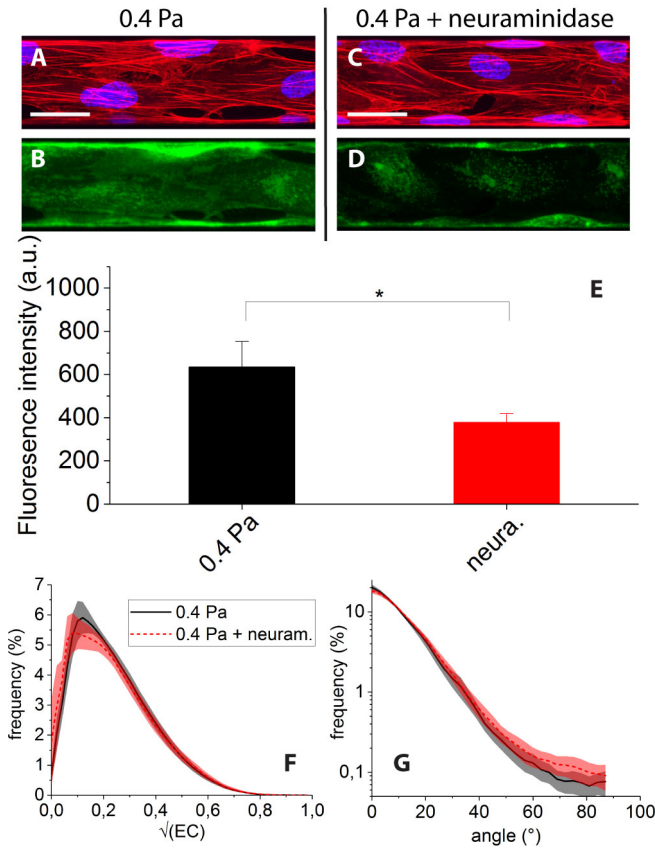 0.4 Pa
0.4 Pa + neuraminidase
A
C
B
D
Fluoresence intensity (a.u.)
1000
800
600
400
200
0
*
E
0.4 Pa
neura.
frequency (%)
7
6
5
4
3
2
1
0
0.4 Pa
0.4 Pa + neuram.
F
0,0
0,2
0,4
0,6
0,8
1,0
√(EC)
frequency (%)
10
1
0,1
G
0
20
40
60
80
100
angle (°)